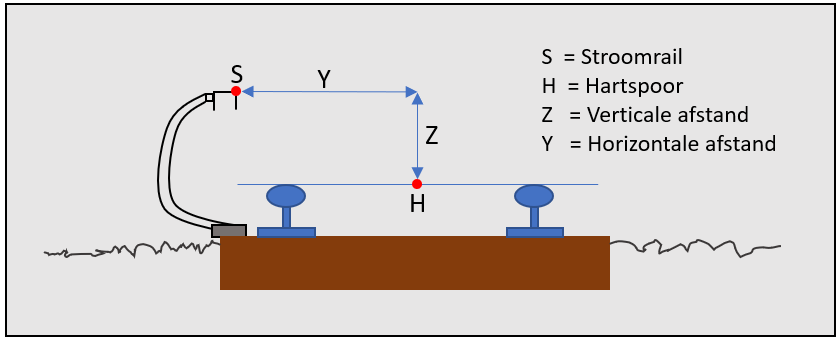 S
Y
Z
H
S = Stroomrail
H = Hartspoor
Z = Verticale afstand
Y = Horizontale afstand